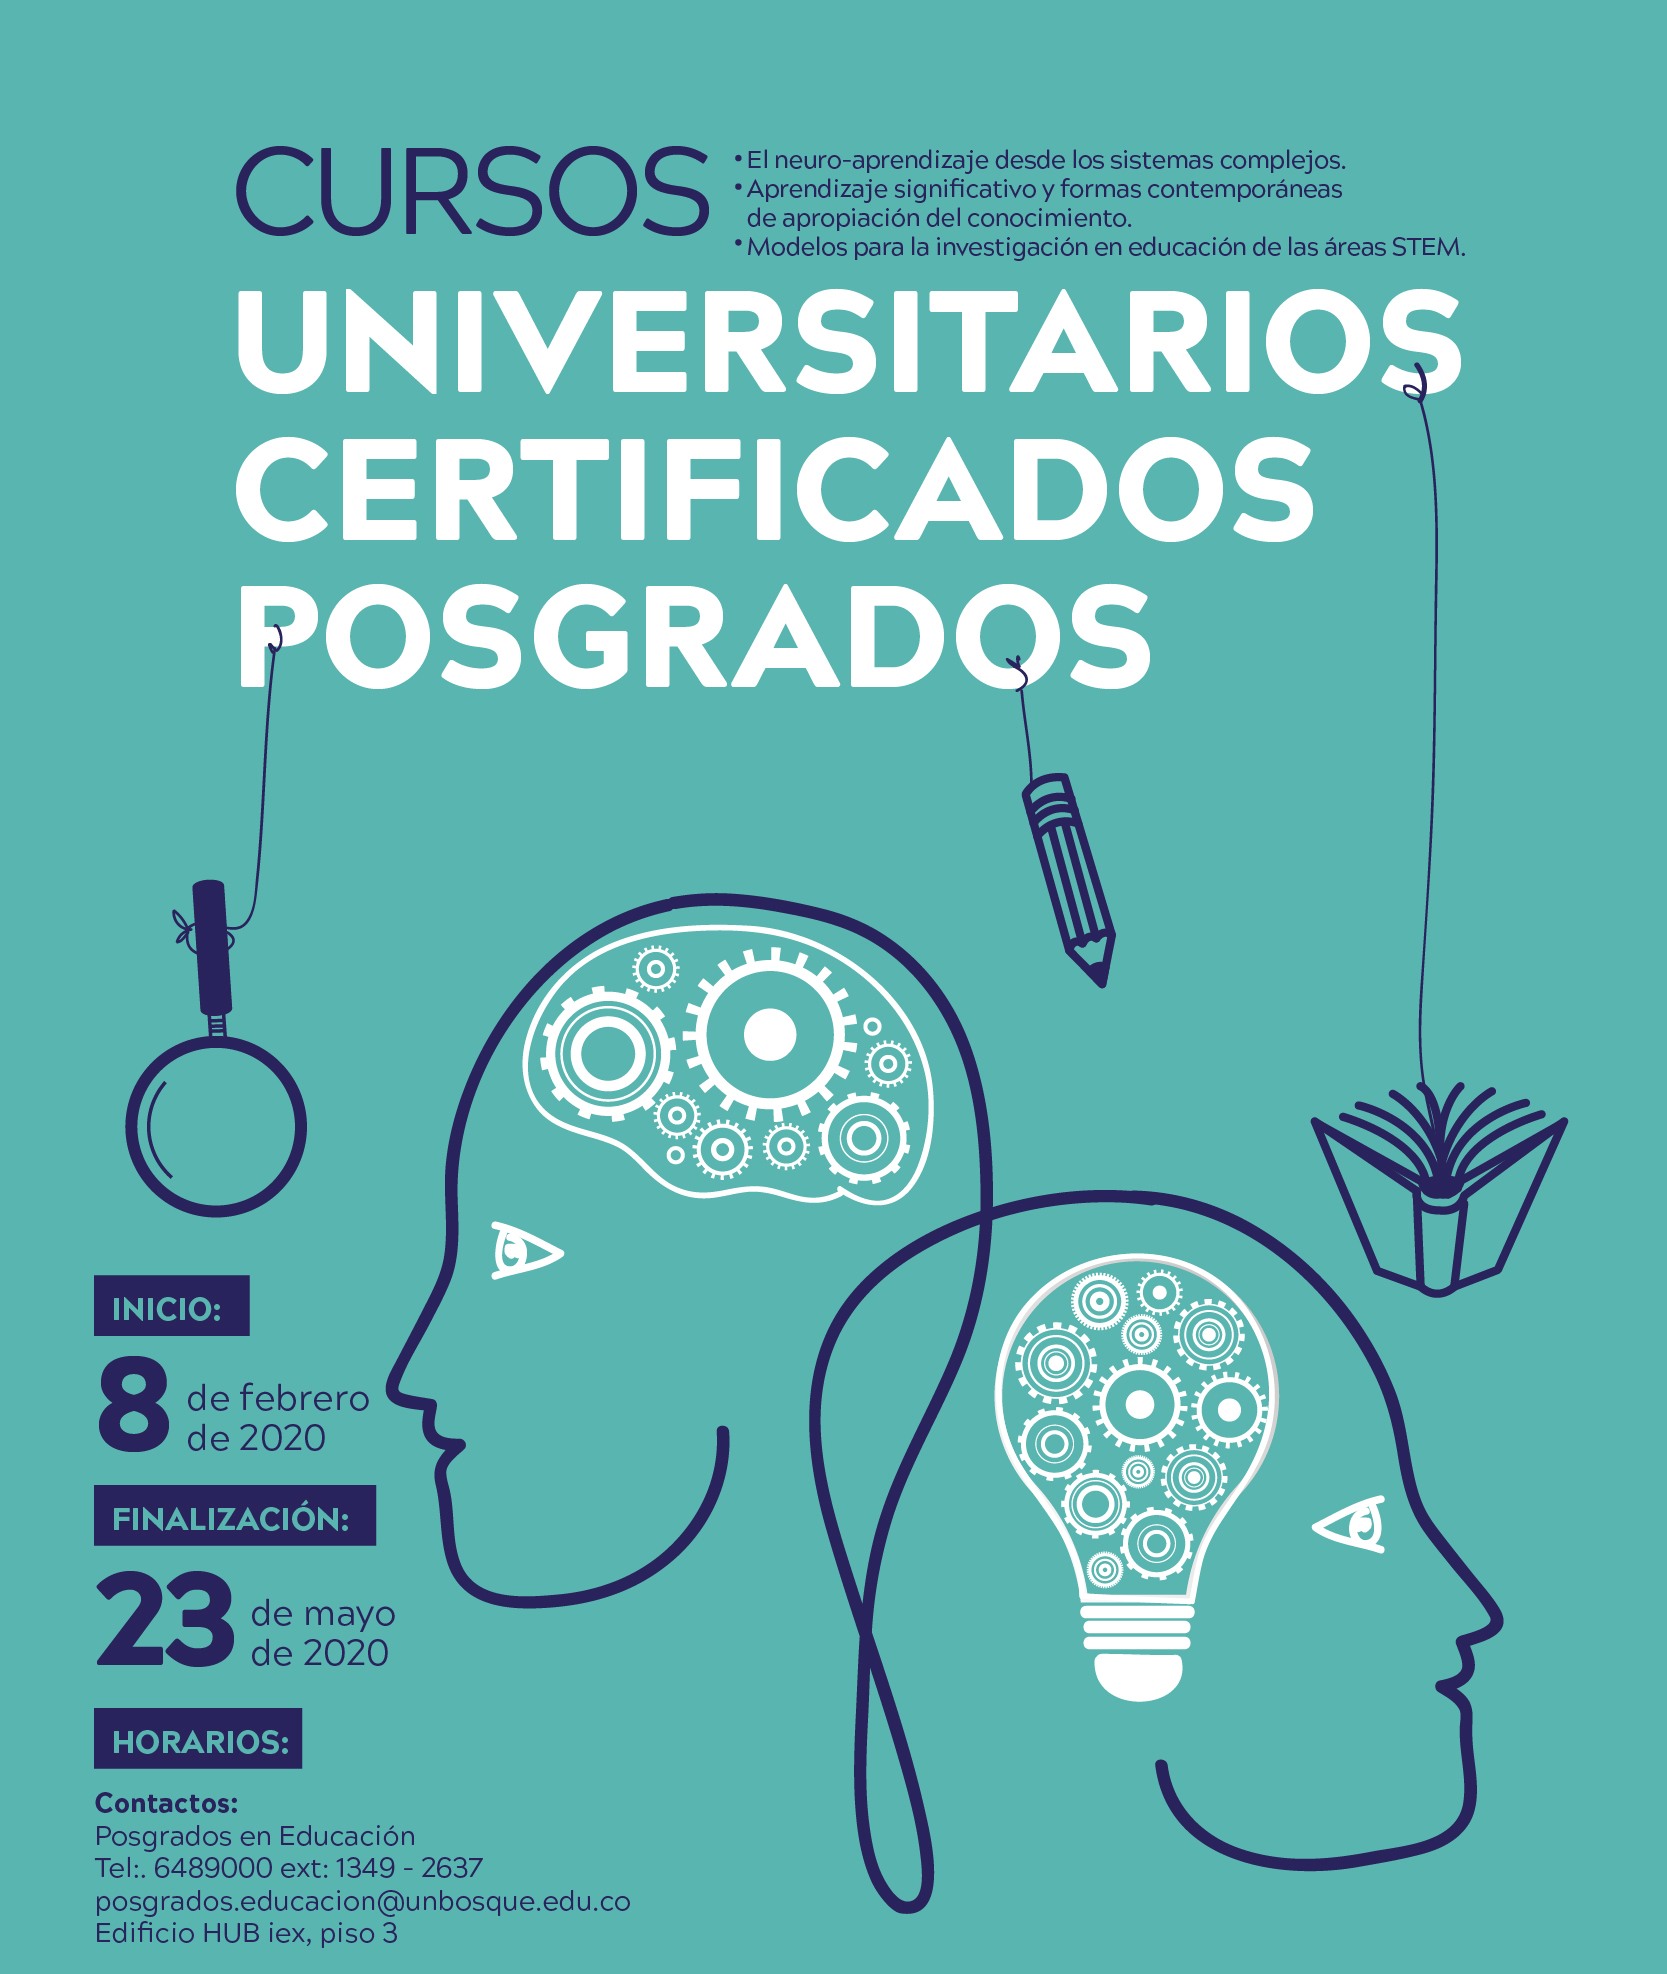 CURSOS
• El neuro-aprendizaje desde los sistemas complejos.
• Aprendizaje significativo y formas contemporáneas
de apropiación del conocimiento.
• Modelos para la investigación en educación de las áreas STEM.
UNIVERSITARIOS
CERTIFICADOS
POSGRADOS
INICIO:
8 de febrero
de 2020
FINALIZACIÓN:
23 de mayo
de 2020
HORARIOS:
Contactos:
Posgrados en Educación
Tel:. 6489000 ext: 1349 - 2637
posgrados.educacion@unbosque.edu.co
Edificio HUB iex, piso 3